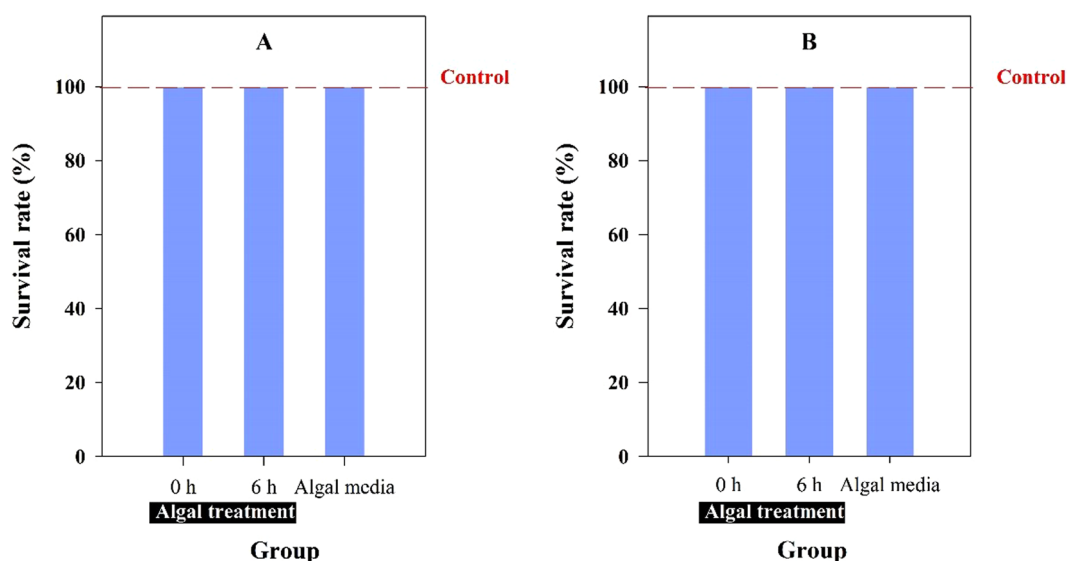 A
Control
Survival rate (%)
100
80
60
40
20
0
0 h 6 h Algal media
Algal treatment
Group
B
Control
Survival rate (%)
100
80
60
40
20
0
0 h 6 h Algal media
Algal treatment
Group